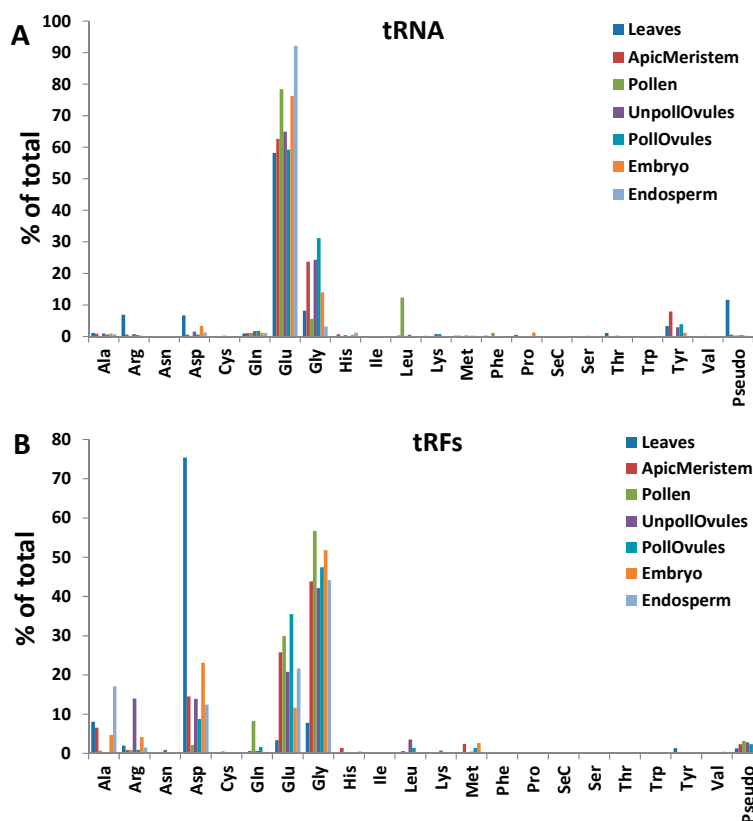 A
tRNA
% of total
100
90
80
70
60
50
40
30
20
10
0
Leaves
ApicMeristem
Pollen
UnpollOvules
PollOvules
Embryo
Endosperm
Ala
Arg
Asn
Asp
Cys
Gln
Glu
Gly
His
Ile
Leu
Lys
Met
Phe
Pro
SeC
Ser
Thr
Trp
Tyr
Val
Pseudo
B
tRFs
% of total
80
70
60
50
40
30
20
10
0
Leaves
ApicMeristem
Pollen
UnpollOvules
PollOvules
Embryo
Endosperm
Ala
Arg
Asn
Asp
Cys
Gln
Glu
Gly
His
Ile
Leu
Lys
Met
Phe
Pro
SeC
Ser
Thr
Trp
Tyr
Val
Pseudo